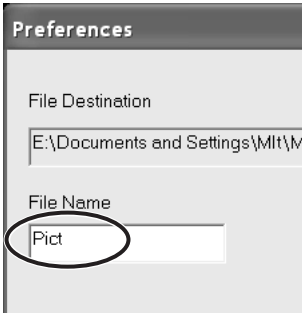 Preferences
File Destination
E:\Documents and Settings\Mlt\M
File Name
Pict